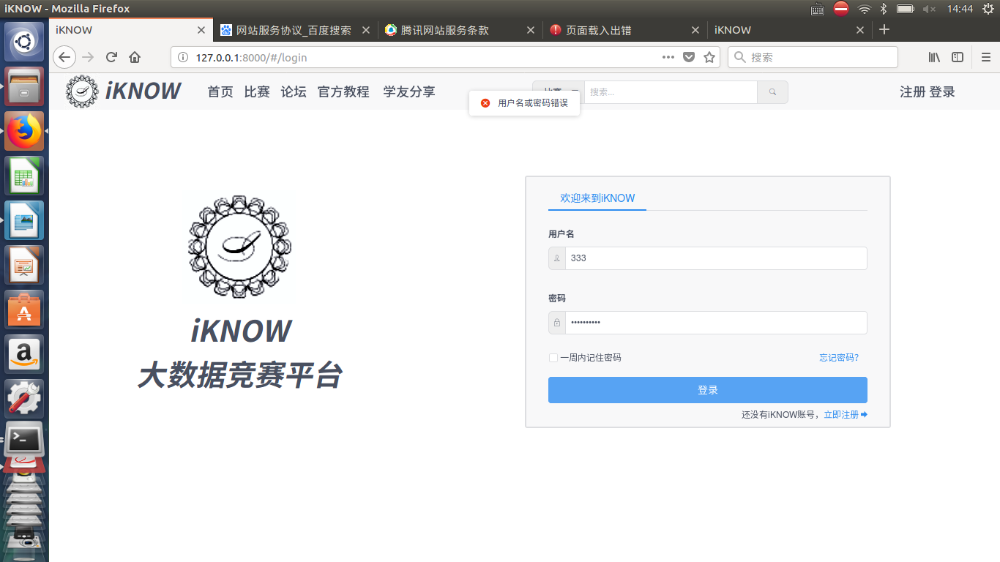 iKNOW - Mozilla Firefox
14:44
iKNOW
网站服务协议_百度搜索
腾讯网站服务条款
页面载入出错
iKNOW
127.0.0.1:8000/#/login
搜索
iKNOW
首页 比赛 论坛 官方教程 学友分享
搜索...
注册 登录
用户名或密码错误
欢迎来到iKNOW
用户名
333
密码
••••••••••
一周内记住密码
忘记密码?
登录
还没有iKNOW账号，立即注册
iKNOW
大数据竞赛平台